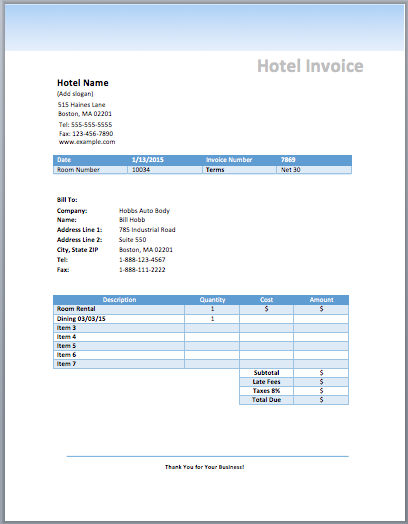 Hotel Invoice
Hotel Name
(Add slogan)
515 Haines Lane
Boston, MA 02201
Tel: 555-555-5555
Fax: 123-456-7890
www.example.com
Date 1/13/2015 Invoice Number 7869
Room Number 10034 Terms Net 30
Bill To:
Company: Hobbs Auto Body
Name: Bill Hobb
Address Line 1: 785 Industrial Road
Address Line 2: Suite 550
City, State ZIP Boston, MA 02201
Tel: 1-888-123-4567
Fax: 1-888-111-2222
Description Quantity Cost Amount
Room Rental 1 $ $
Dining 03/03/15 1
Item 3
Item 4
Item 5
Item 6
Item 7
Subtotal $
Late Fees $
Taxes 8% $
Total Due $
Thank You for Your Business!